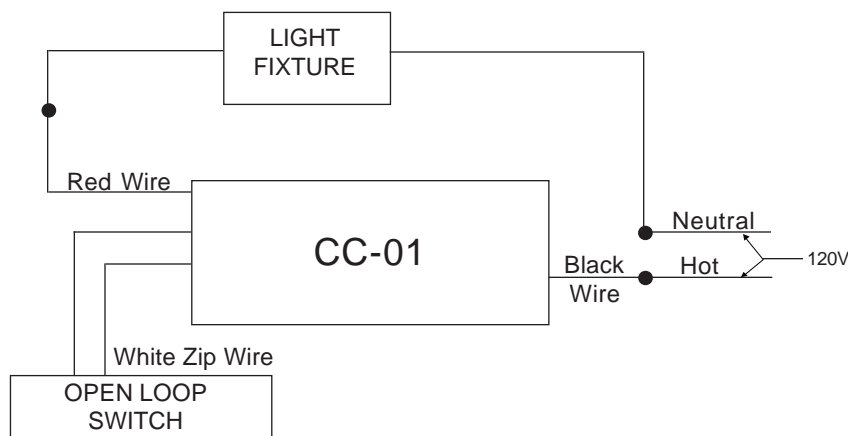 LIGHT
FIXTURE
Red Wire
CC-01
Neutral
Black
Wire
Hot
120V
White Zip Wire
OPEN LOOP
SWITCH